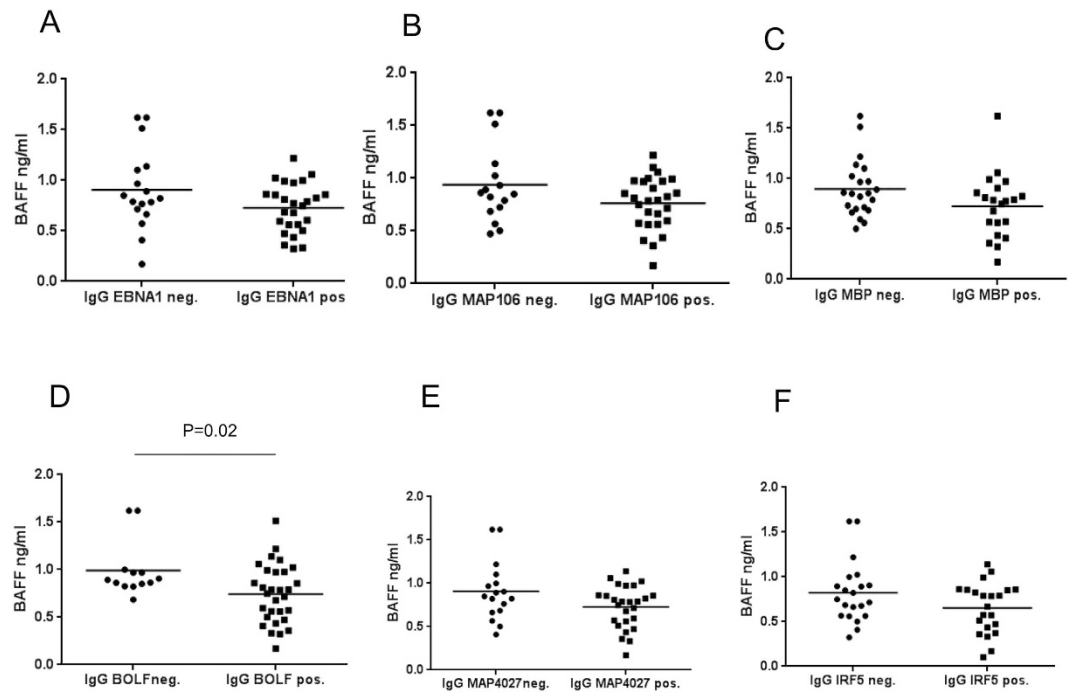 A
BAFF ng/ml
2.0
1.5
1.0
0.5
0.0
IgG EBNA1 neg. IgG EBNA1 pos
B
BAFF ng/ml
2.0
1.5
1.0
0.5
0.0
IgG MAP106 neg. IgG MAP106 pos.
C
BAFF ng/ml
2.0
1.5
1.0
0.5
0.0
IgG MBP neg. IgG MBP pos.
D
P=0.02
BAFF ng/ml
2.0
1.5
1.0
0.5
0.0
IgG BOLFneg. IgG BOLF pos.
E
BAFF ng/ml
2.0
1.5
1.0
0.5
0.0
IgG MAP4027neg. IgG MAP4027 pos.
F
BAFF ng/ml
2.0
1.5
1.0
0.5
0.0
IgG IRF5 neg. IgG IRF5 pos.